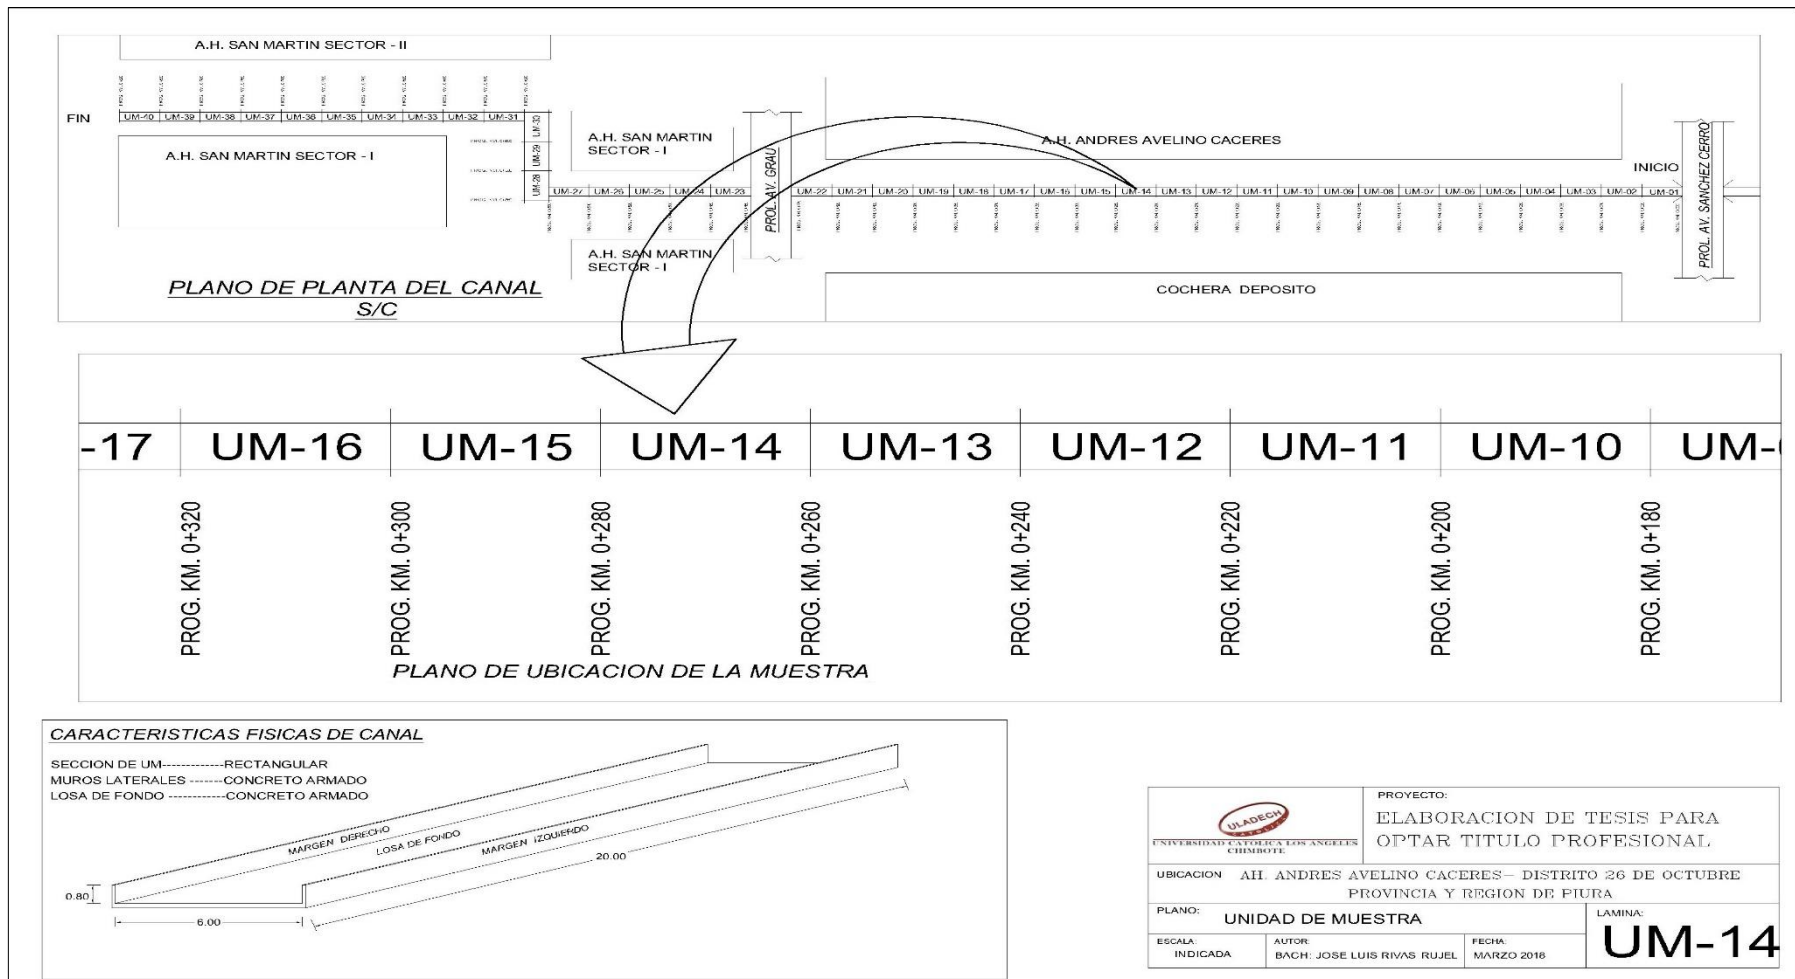 A.H. SAN MARTIN SECTOR - II
FIN
UM-40 UM-39 UM-38 UM-37 UM-36 UM-35 UM-34 UM-33 UM-32 UM-31
UM-30
UM-29
UM-28
A.H. SAN MARTIN SECTOR - I
A.H. SAN MARTIN
SECTOR - I
PROL. AV. GRAU
A.H. ANDRES AVELINO CACERES
INICIO
PROL. AV. SANCHEZ CERRO
UM-27 UM-26 UM-25 UM-24 UM-23
UM-22 UM-21 UM-20 UM-19 UM-18 UM-17 UM-16 UM-15 UM-14 UM-13 UM-12 UM-11 UM-10 UM-09 UM-08 UM-07 UM-06 UM-05 UM-04 UM-03 UM-02 UM-01
A.H. SAN MARTIN
SECTOR - I
COCHERA DEPOSITO
PLANO DE PLANTA DEL CANAL
S/C
-17 UM-16 UM-15 UM-14 UM-13 UM-12 UM-11 UM-10 UM-
PROG. KM. 0+320
PROG. KM. 0+300
PROG. KM. 0+280
PROG. KM. 0+260
PROG. KM. 0+240
PROG. KM. 0+220
PROG. KM. 0+200
PROG. KM. 0+180
PLANO DE UBICACION DE LA MUESTRA
CARACTERISTICAS FISICAS DE CANAL
SECCION DE UM------------RECTANGULAR
MUROS LATERALES ------CONCRETO ARMADO
LOSA DE FONDO ----------CONCRETO ARMADO
MARGEN DERECHO
LOSA DE FONDO
MARGEN IZQUIERDO
20.00
0.80
6.00
ULADECH
CATOLICA
UNIVERSIDAD CATOLICA LOS ANGELES
CHIMBOTE
PROYECTO:
ELABORACION DE TESIS PARA
OPTAR TITULO PROFESIONAL
UBICACION AH. ANDRES AVELINO CACERES- DISTRITO 26 DE OCTUBRE
PROVINCIA Y REGION DE PIURA
PLANO:
UNIDAD DE MUESTRA
LAMINA:
UM-14
ESCALA:
INDICADA
AUTOR:
BACH: JOSE LUIS RIVAS RUJEL
FECHA:
MARZO 2018